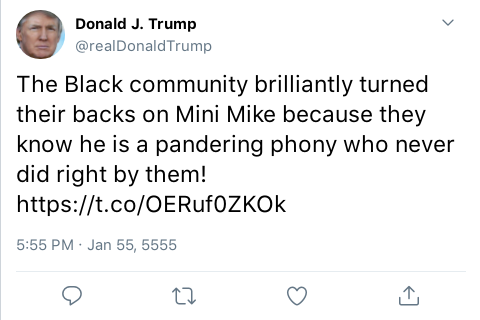 Donald J. Trump
@realDonaldTrump
The Black community brilliantly turned
their backs on Mini Mike because they
know he is a pandering phony who never
did right by them!
https://t.co/OERuf0ZKOk
5:55 PM · Jan 55, 5555